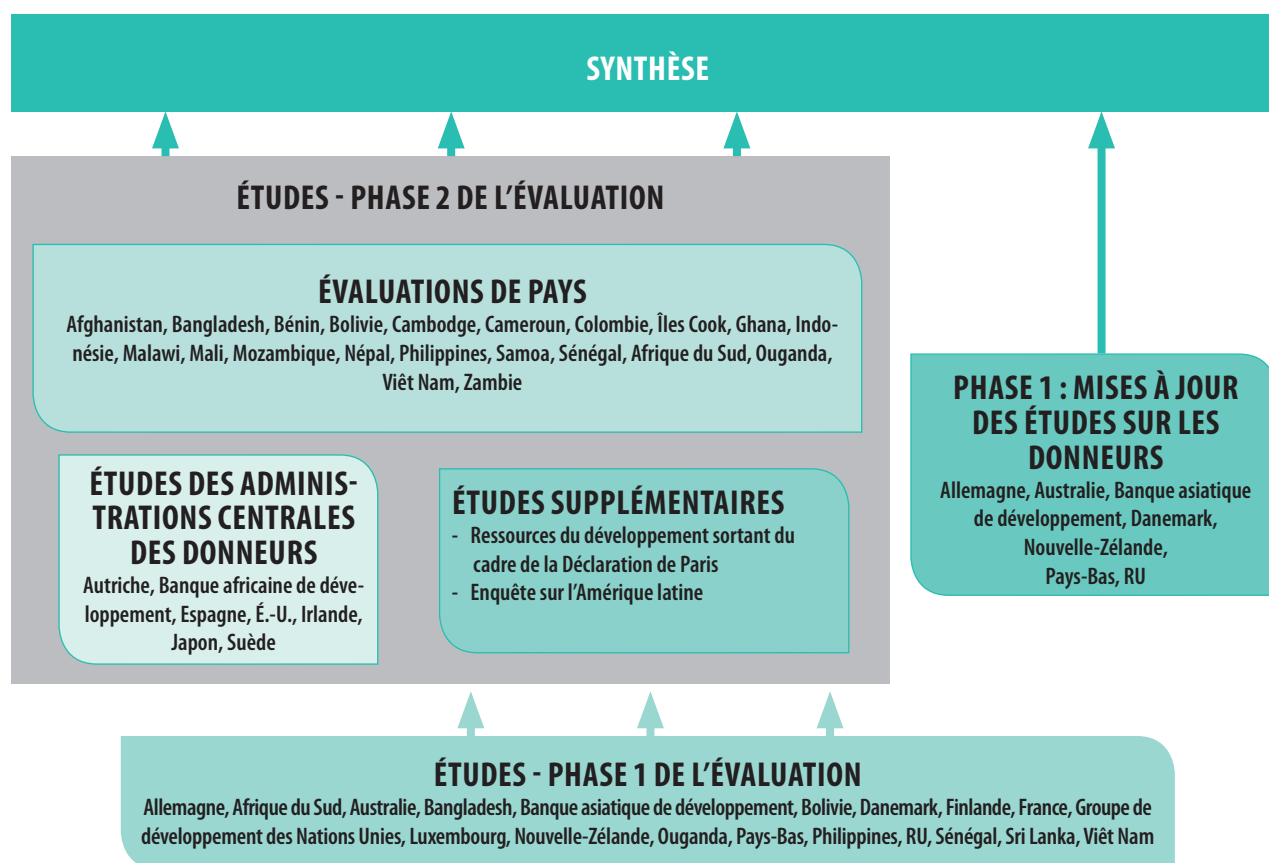 SYNTHÈSE
ÉTUDES - PHASE 2 DE L’ÉVALUATION
ÉVALUATIONS DE PAYS
Afghanistan, Bangladesh, Bénin, Bolivie, Cambodge, Cameroun, Colombie, Îles Cook, Ghana, Indo-
nésie, Malawi, Mali, Mozambique, Népal, Philippines, Samoa, Sénégal, Afrique du Sud, Ouganda,
Viêt Nam, Zambie
ÉTUDES DES ADMINIS-
TRATIONS CENTRALES
DES DONNEURS
Autriche, Banque africaine de déve-
loppement, Espagne, É.-U., Irlande,
Japon, Suède
ÉTUDES SUPPLÉMENTAIRES
- Ressources du développement sortant du
cadre de la Déclaration de Paris
- Enquête sur l’Amérique latine
PHASE 1 : MISES À JOUR
DES ÉTUDES SUR LES
DONNEURS
Allemagne, Australie, Banque asiatique
de développement, Danemark,
Nouvelle-Zélande,
Pays-Bas, RU
ÉTUDES - PHASE 1 DE L’ÉVALUATION
Allemagne, Afrique du Sud, Australie, Bangladesh, Banque asiatique de développement, Bolivie, Danemark, Finlande, France, Groupe de
développement des Nations Unies, Luxembourg, Nouvelle-Zélande, Ouganda, Pays-Bas, Philippines, RU, Sénégal, Sri Lanka, Viêt Nam